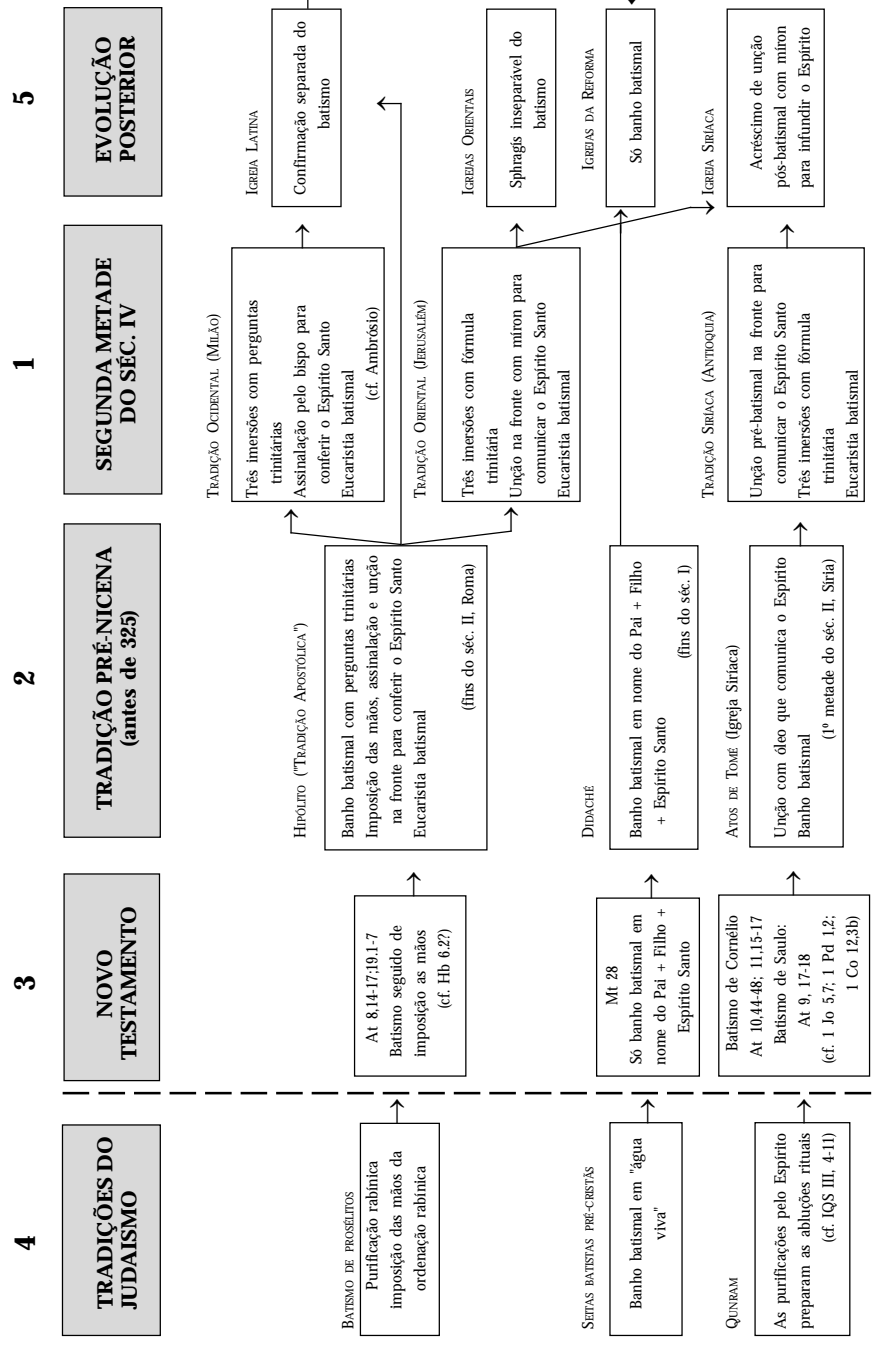 4
TRADIÇÕES DO
JUDAISMO
BATISMO DE PROSÉLITOS
Purificação rabínica
imposição das mãos da
ordenação rabínica
SEITAS BATISTAS PRÉ-CRISTÃS
Banho batismal em "água
viva"
QUNRAM
As purificações pelo Espírito
preparam as abluções rituais
(cf. IQS III, 4-11)
3
NOVO
TESTAMENTO
At 8,14-17;19.1-7
Batismo seguido de
imposição as mãos
(cf. Hb 6.2?)
Mt 28
Só banho batismal em
nome do Pai + Filho +
Espírito Santo
Batismo de Cornélio
At 10,44-48; 11,15-17
Batismo de Saulo:
At 9, 17-18
(cf. 1 Jo 5,7; 1 Pd 1,2;
1 Co 12,3b)
2
TRADIÇÃO PRÉ-NICENA
(antes de 325)
HIPÓLITO ("TRADIÇÃO APOSTÓLICA")
Banho batismal com perguntas trinitárias
Imposição das mãos, assinalação e unção
na fronte para conferir o Espírito Santo
Eucaristia batismal
(fins do séc. II, Roma)
DIDACHÉ
Banho batismal em nome do Pai + Filho
+ Espírito Santo
(fins do séc. I)
ATOS DE TOMÉ (Igreja Siriaca)
Unção com óleo que comunica o Espírito
Banho batismal
(1º metade do séc. II, Síria)
1
SEGUNDA METADE
DO SÉC. IV
TRADIÇÃO OCIDENTAL (MILÃO)
Três imersões com perguntas
trinitárias
Assinalação pelo bispo para
conferir o Espírito Santo
Eucaristia batismal
(cf. Ambrósio)
TRADIÇÃO ORIENTAL (JERUSALÉM)
Três imersões com fórmula
trinitária
Unção na fronte com míron para
comunicar o Espírito Santo
Eucaristia batismal
TRADIÇÃO SIRÍACA (ANTIOQUIA)
Unção pré-batismal na fronte para
comunicar o Espírito Santo
Três imersões com fórmula
trinitária
Eucaristia batismal
5
EVOLUÇÃO
POSTERIOR
IGREJA LATINA
Confirmação separada do
batismo
IGREJAS ORIENTAIS
Sphragis inseparável do
batismo
IGREJAS DA REFORMA
Só banho batismal
IGREJA SIRÍACA
Acréscimo de unção
pós-batismal com míron
para infundir o Espírito